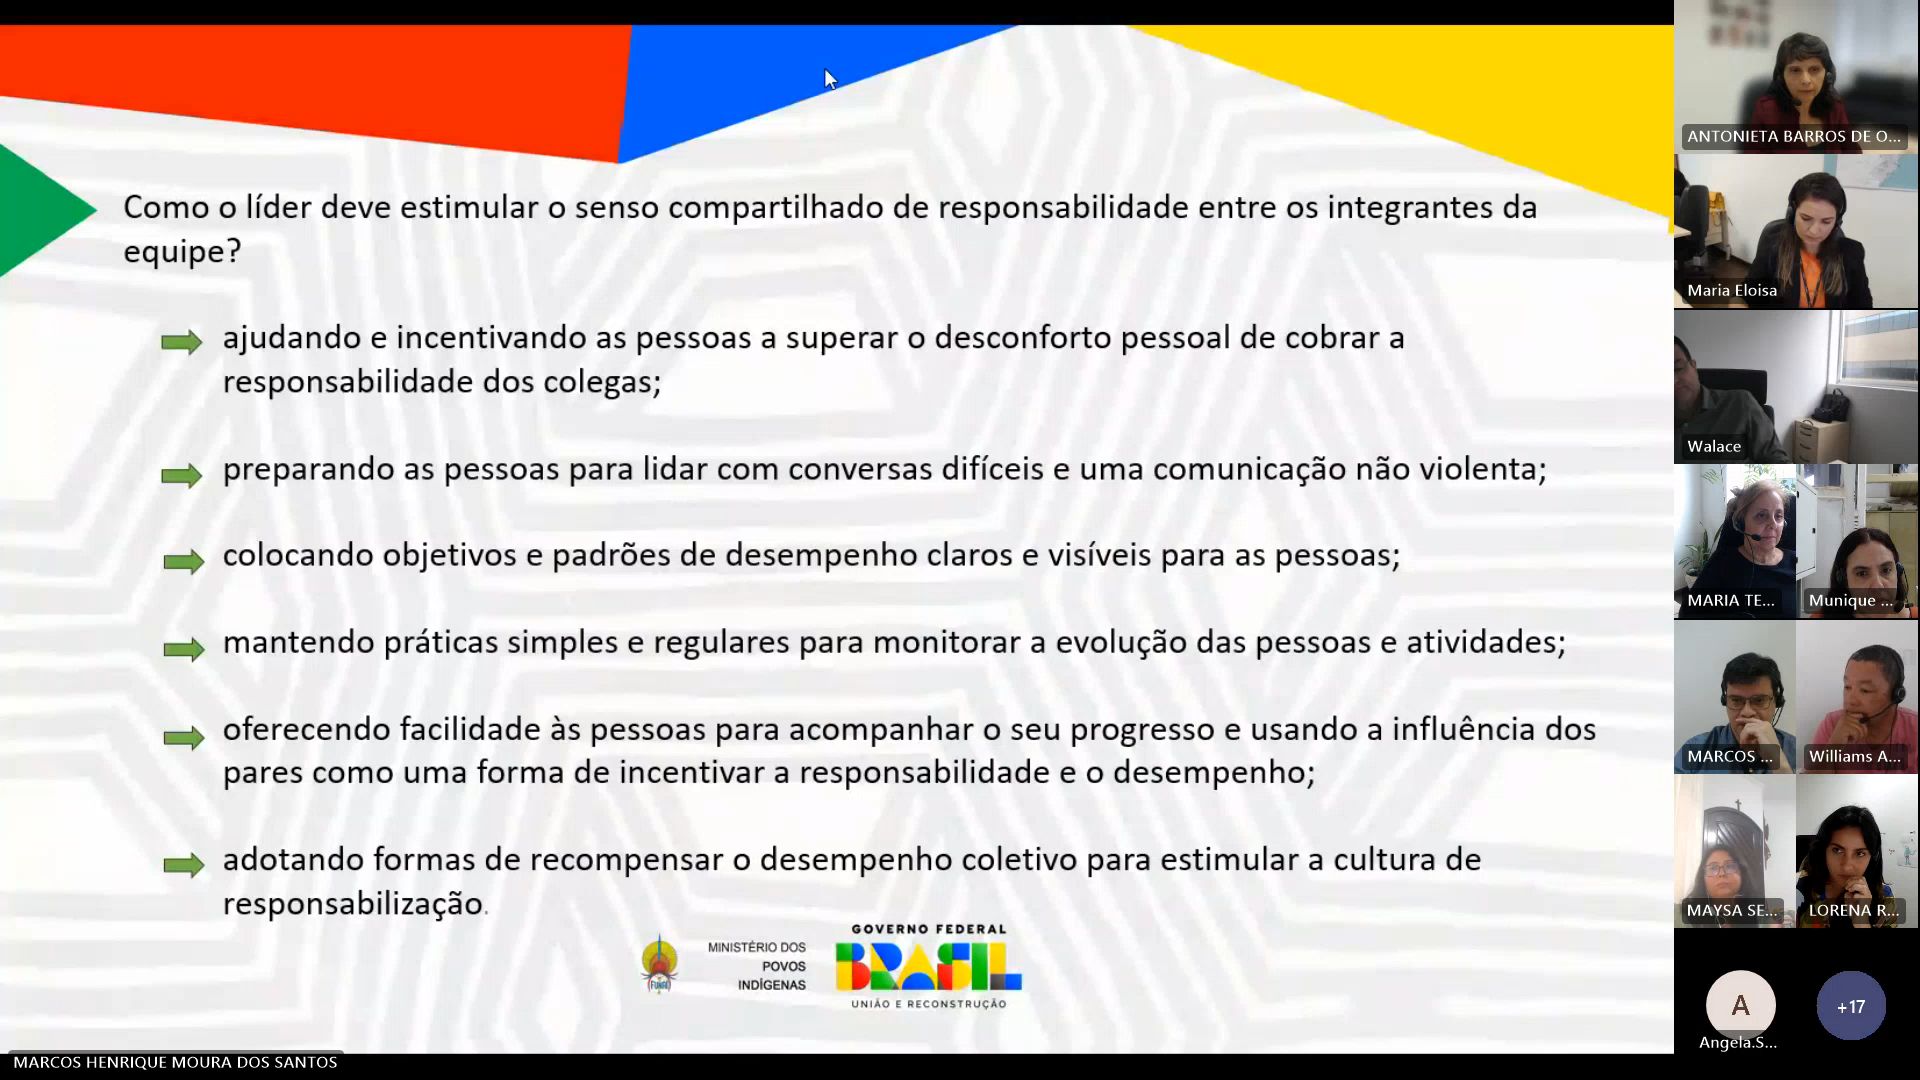 Como o líder deve estimular o senso compartilhado de responsabilidade entre os integrantes da
equipe?
ajudando e incentivando as pessoas a superar o desconforto pessoal de cobrar a
responsabilidade dos colegas;
preparando as pessoas para lidar com conversas difíceis e uma comunicação não violenta;
colocando objetivos e padrões de desempenho claros e visíveis para as pessoas;
mantendo práticas simples e regulares para monitorar a evolução das pessoas e atividades;
oferecendo facilidade às pessoas para acompanhar o seu progresso e usando a influência dos
pares como uma forma de incentivar a responsabilidade e o desempenho;
adotando formas de recompensar o desempenho coletivo para estimular a cultura de
responsabilização.
FUNAI
MINISTÉRIO DOS
POVOS
INDÍGENAS
GOVERNO FEDERAL
BRASIL
UNIÃO E RECONSTRUÇÃO
MARCOS HENRIQUE MOURA DOS SANTOS
ANTONIETA BARROS DE O...
Maria Eloisa
Walace
MARIA TE...
Munique ...
MARCOS ...
Williams A...
MAYSA SE...
LORENA R...
A
+17
Angela.S...